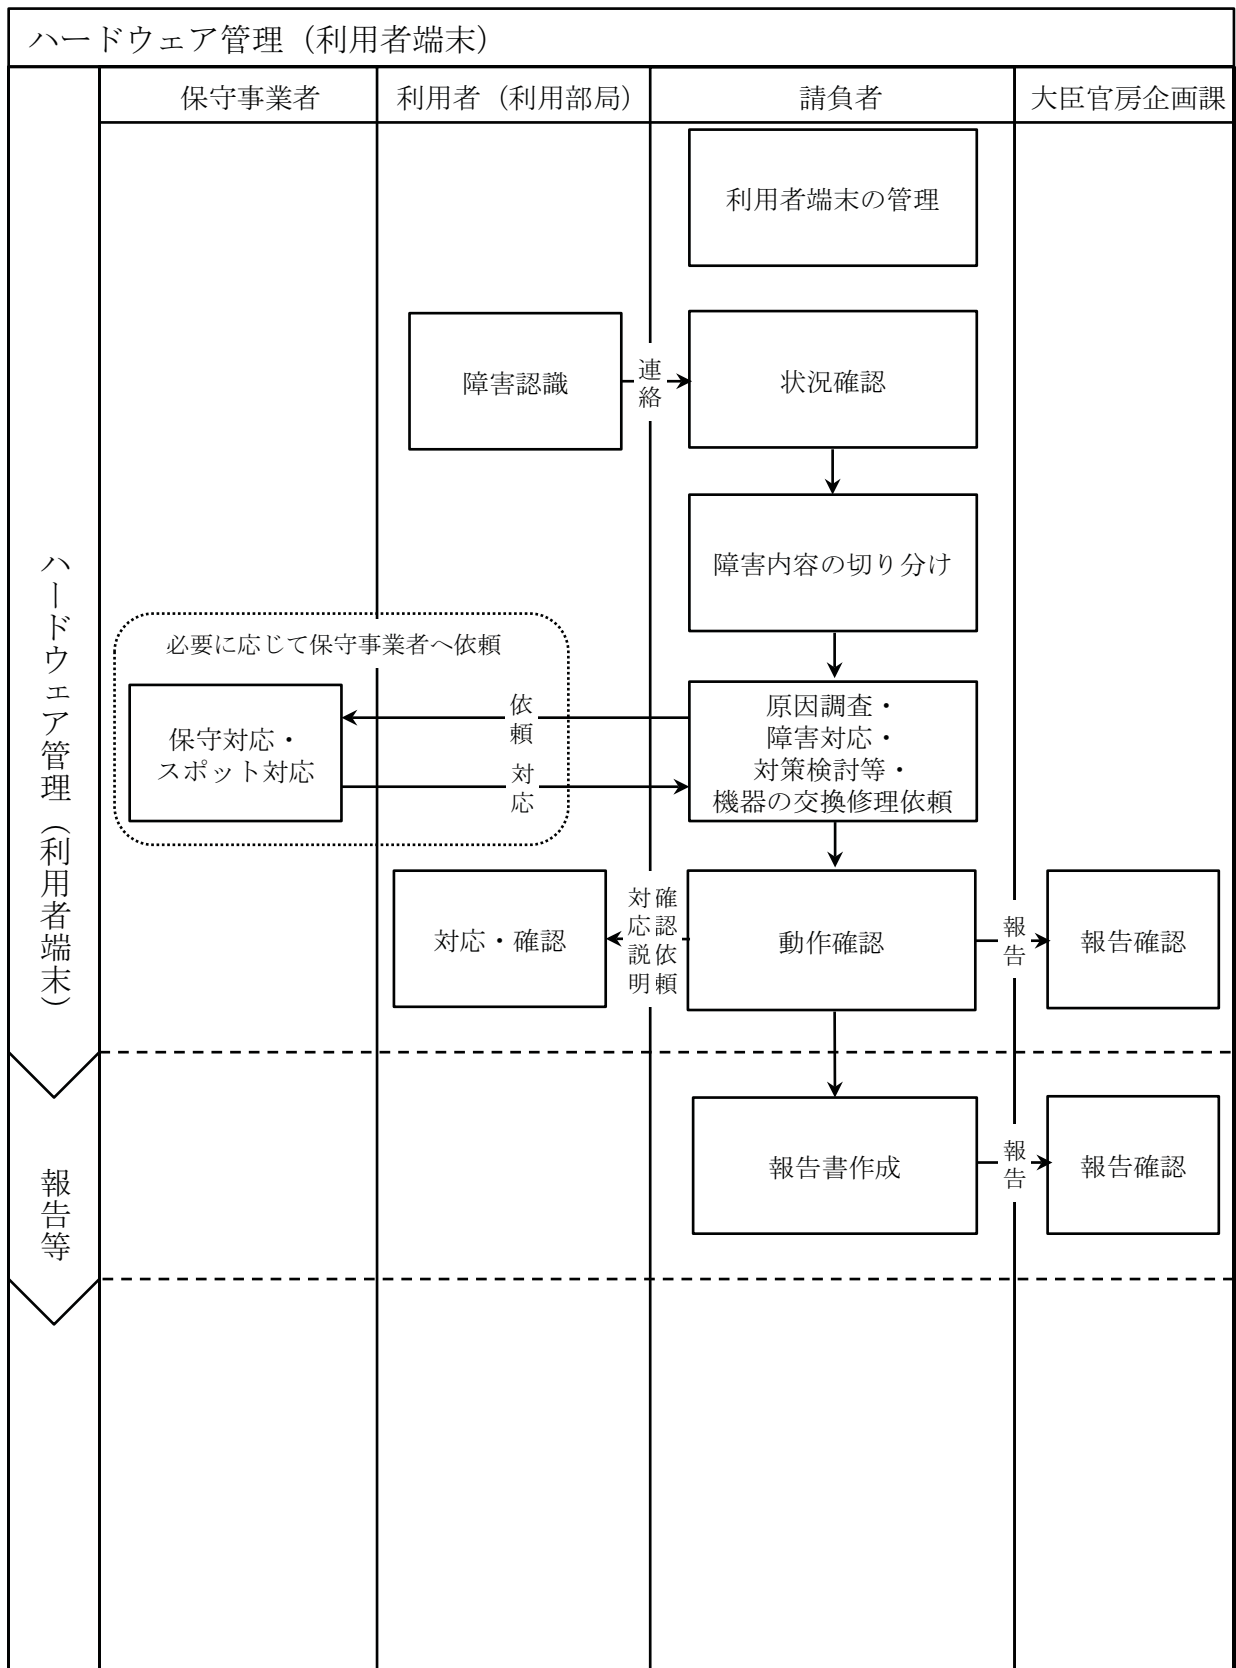 ハードウェア管理（利用者端末）
保守事業者
利用者（利用部局）
請負者
大臣官房企画課
ハードウェア管理（利用者端末）
利用者端末の管理
障害認識
連絡
状況確認
障害内容の切り分け
必要に応じて保守事業者へ依頼
保守対応・
スポット対応
依頼
対応
原因調査・
障害対応・
対策検討等・
機器の交換修理依頼
対応・確認
確認依頼
対応説明
動作確認
報告
報告確認
報告等
報告書作成
報告
報告確認